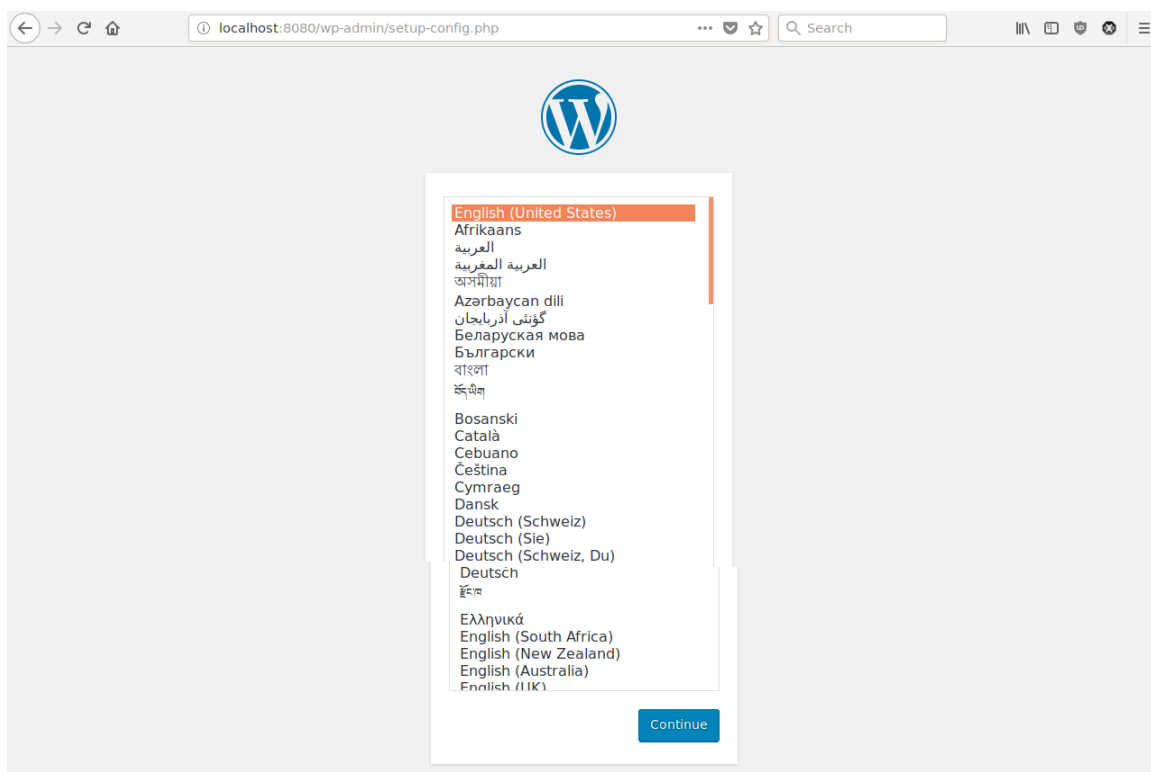 localhost:8080/wp-admin/setup-config.php
Search
English (United States)
Afrikaans
العربية
العربية المغربية
অসমীয়া
Azərbaycan dili
گؤنئی آذربایجان
Беларуская мова
Български
বাংলা
བོད་ཡིག
Bosanski
Català
Cebuano
Čeština
Cymraeg
Dansk
Deutsch (Schweiz)
Deutsch (Sie)
Deutsch (Schweiz, Du)
Deutsch
རྫོང་ཁ
Ελληνικά
English (South Africa)
English (New Zealand)
English (Australia)
English (UK)
Continue